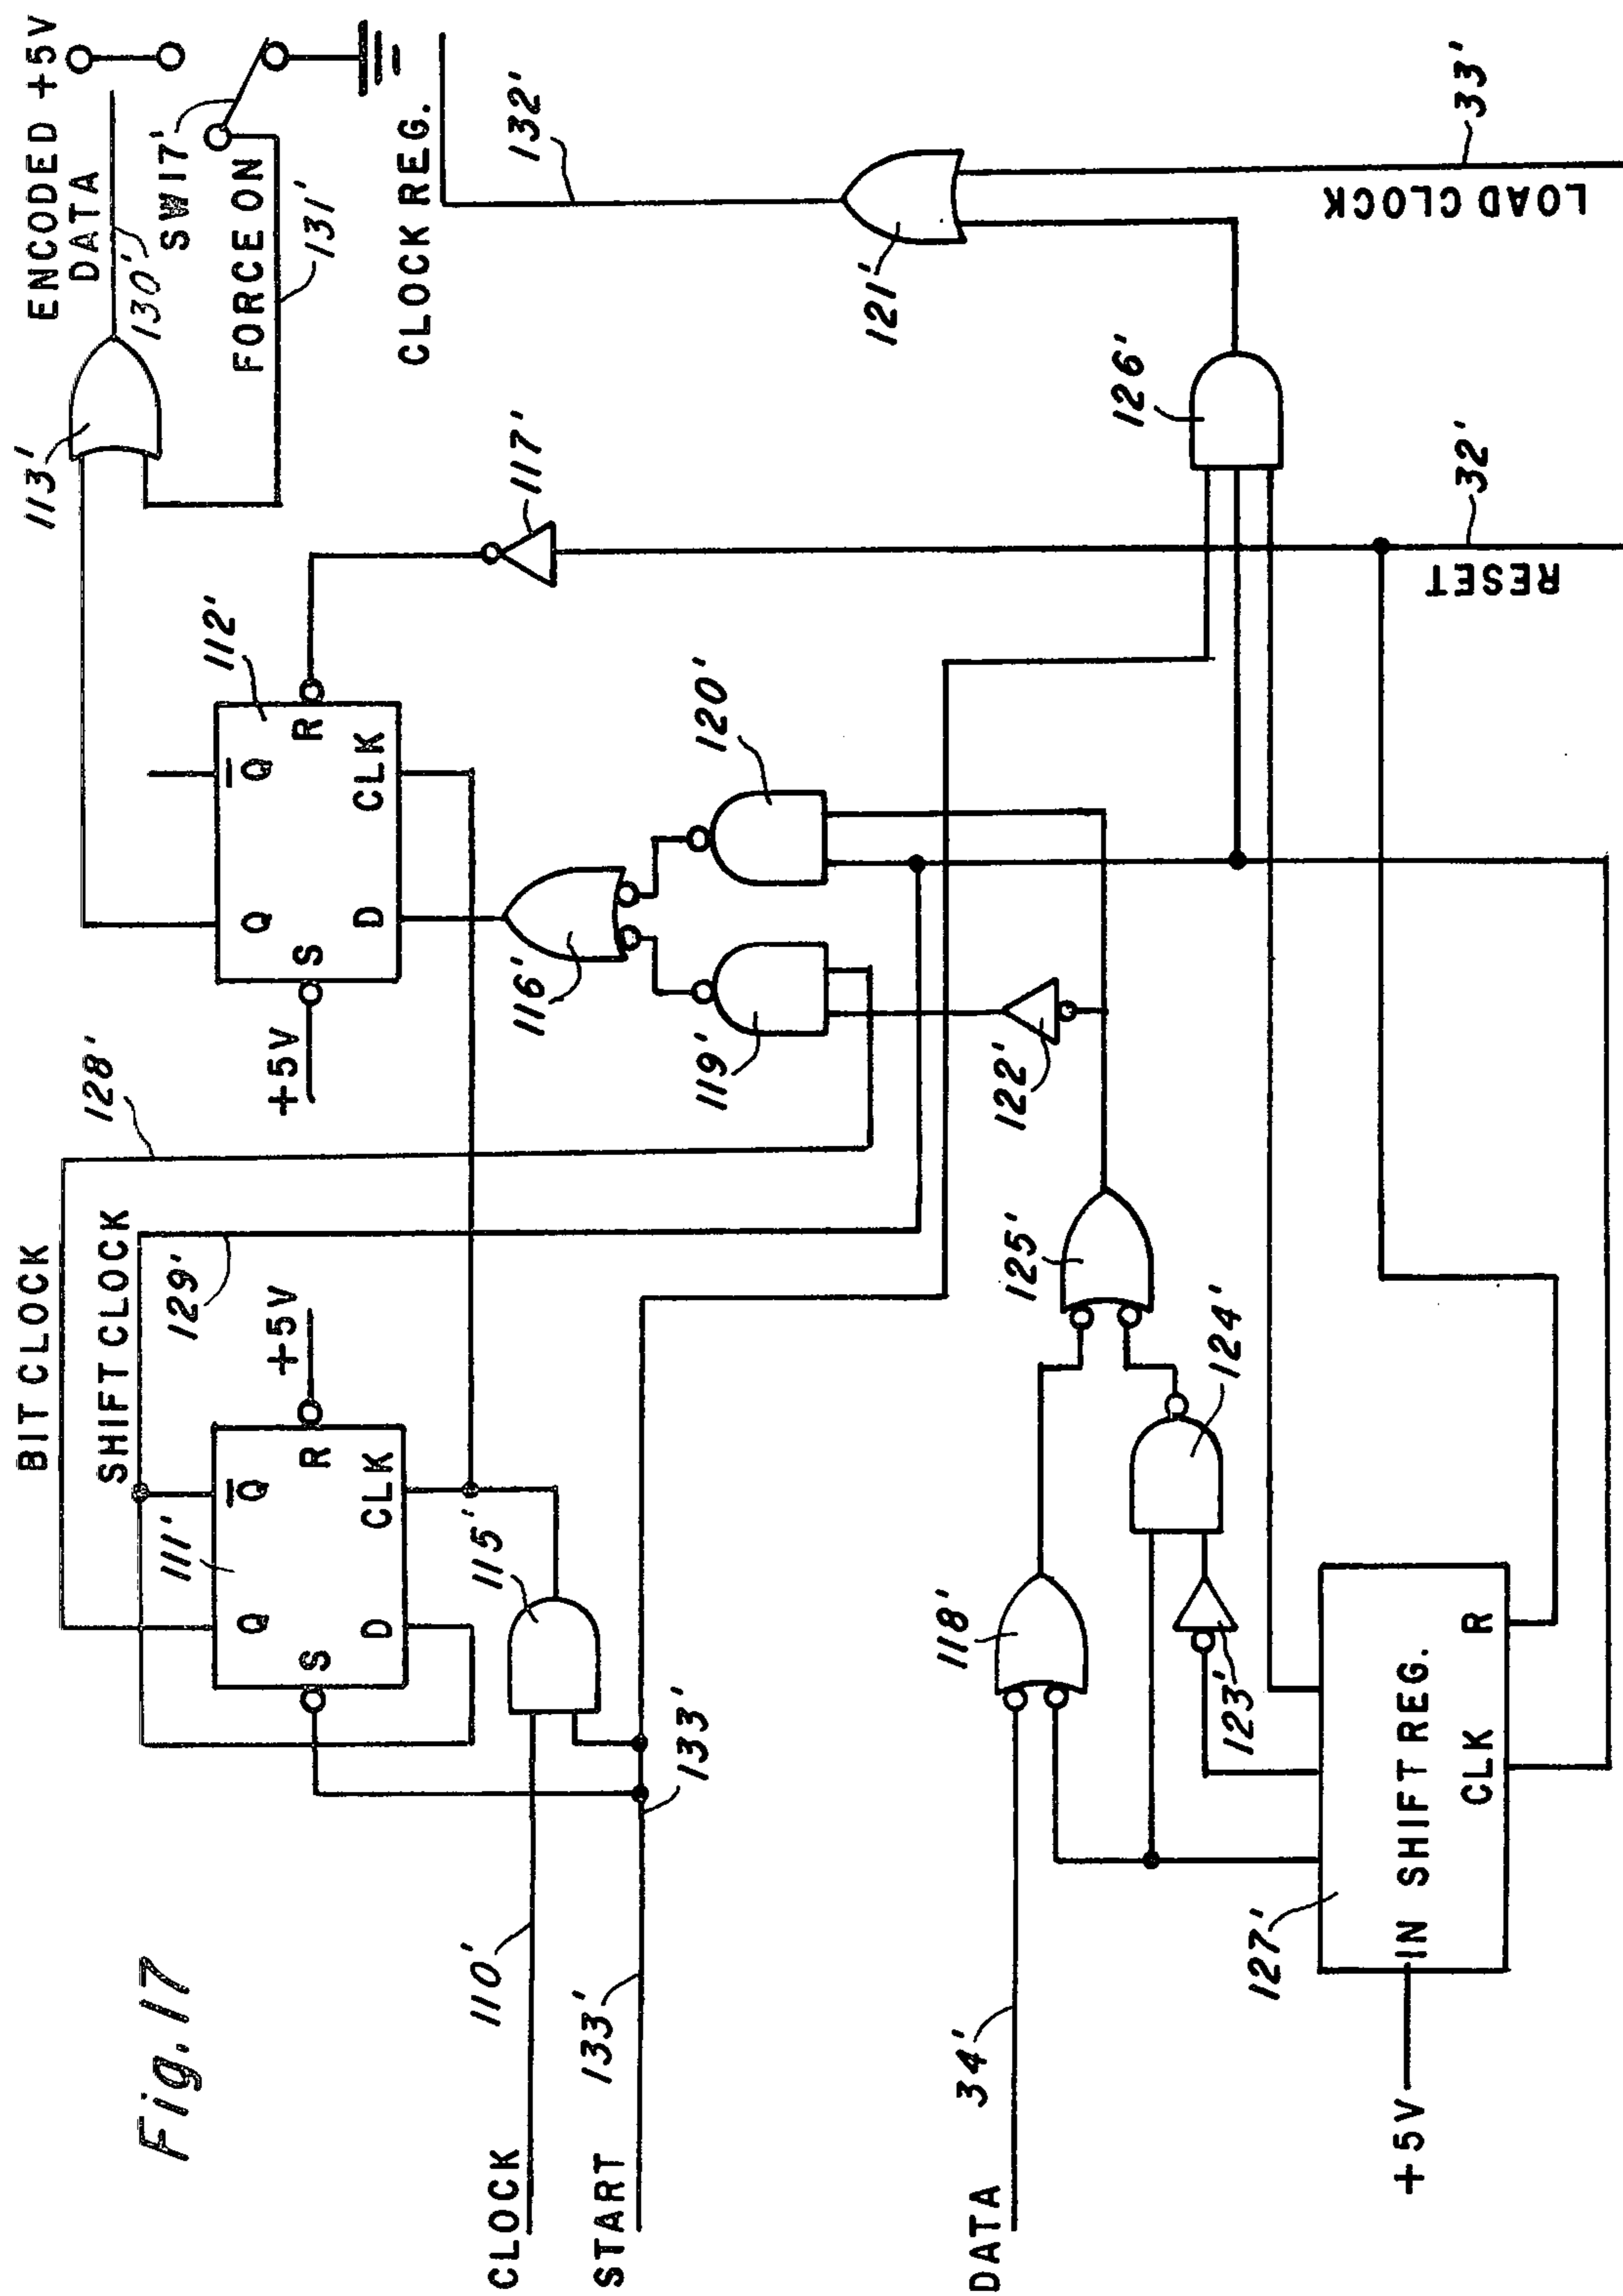 Fig. 17
ENCODED
DATA
+5V
130'
SW17'
FORCE ON
131'
113'
BIT CLOCK
128'
SHIFT CLOCK
129'
112'
Q
Q
S
R
D
CLK
+5V
117'
111'
Q
Q
S
R
D
CLK
+5V
CLOCK REG.
132'
CLOCK
110'
115'
116'
START
133'
133'
119'
120'
121'
122'
118'
125'
126'
DATA
34'
123'
124'
127'
+5V
IN SHIFT REG.
CLK
R
RESET
32'
LOAD CLOCK
33'